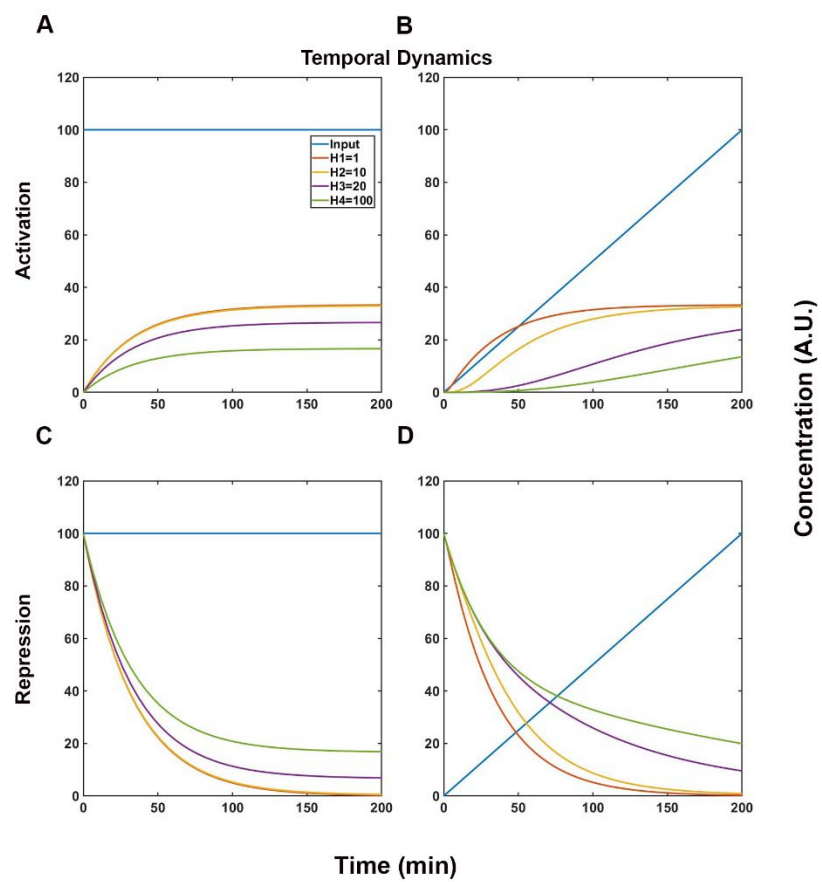 A
B
Temporal Dynamics
Activation
120
100
80
60
40
20
0
0 50 100 150 200
Input
H1=1
H2=10
H3=20
H4=100
120
100
80
60
40
20
0
0 50 100 150 200
Concentration (A.U.)
C
D
Repression
120
100
80
60
40
20
0
0 50 100 150 200
120
100
80
60
40
20
0
0 50 100 150 200
Time (min)